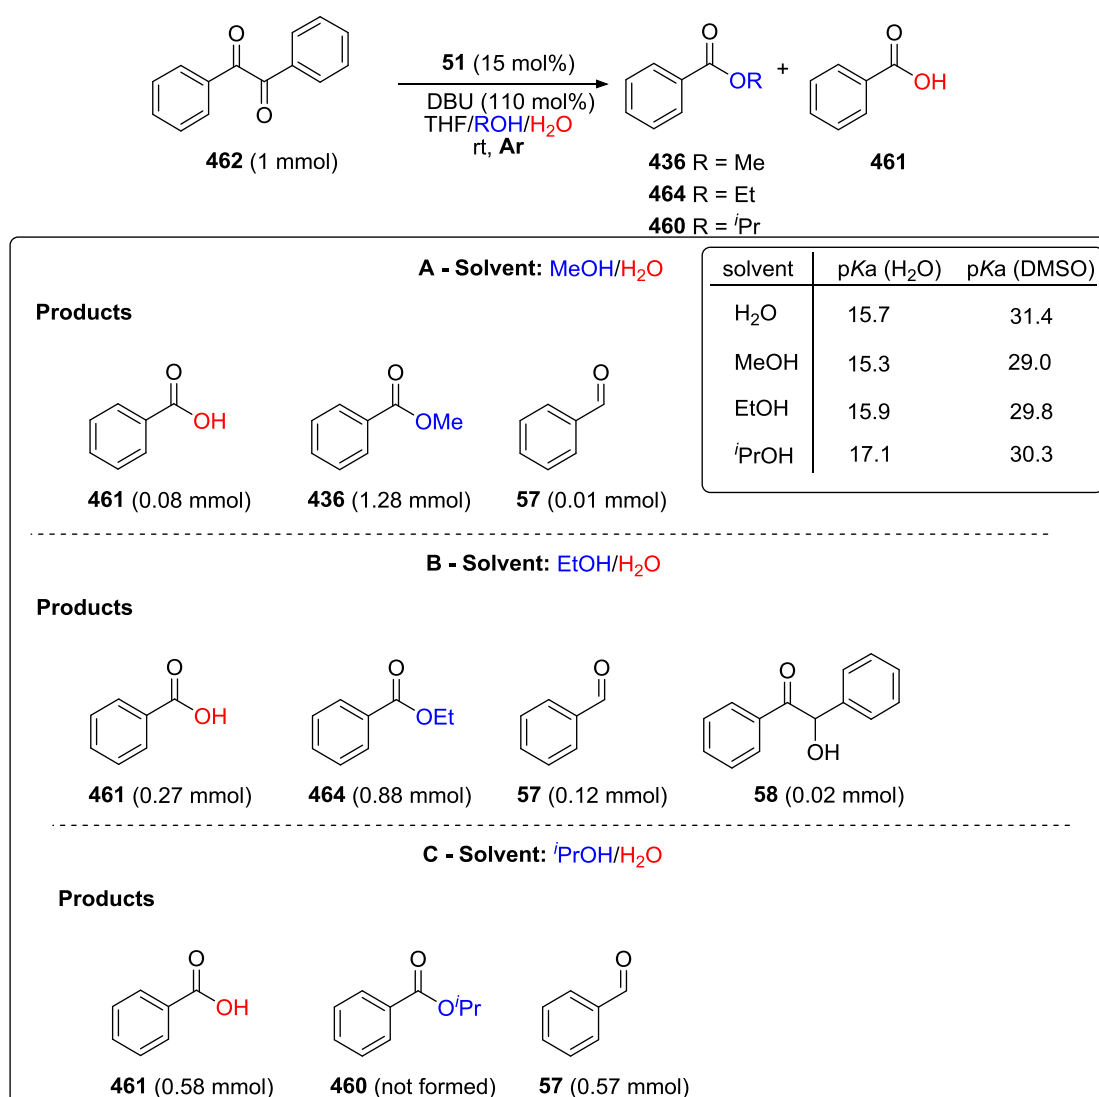 O
O
51 (15 mol%)
DBU (110 mol%)
THF/ROH/H2O
rt, Ar
462 (1 mmol)
O
OR
+
O
OH
436 R = Me
464 R = Et
460 R = iPr
461
A - Solvent: MeOH/H2O
solvent pKa (H2O) pKa (DMSO)
H2O 15.7 31.4
MeOH 15.3 29.0
EtOH 15.9 29.8
iPrOH 17.1 30.3
Products
O
OH
O
OMe
O
461 (0.08 mmol)
436 (1.28 mmol)
57 (0.01 mmol)
B - Solvent: EtOH/H2O
Products
O
OH
O
OEt
O
O
OH
461 (0.27 mmol)
464 (0.88 mmol)
57 (0.12 mmol)
58 (0.02 mmol)
C - Solvent: iPrOH/H2O
Products
O
OH
O
OiPr
O
461 (0.58 mmol)
460 (not formed)
57 (0.57 mmol)